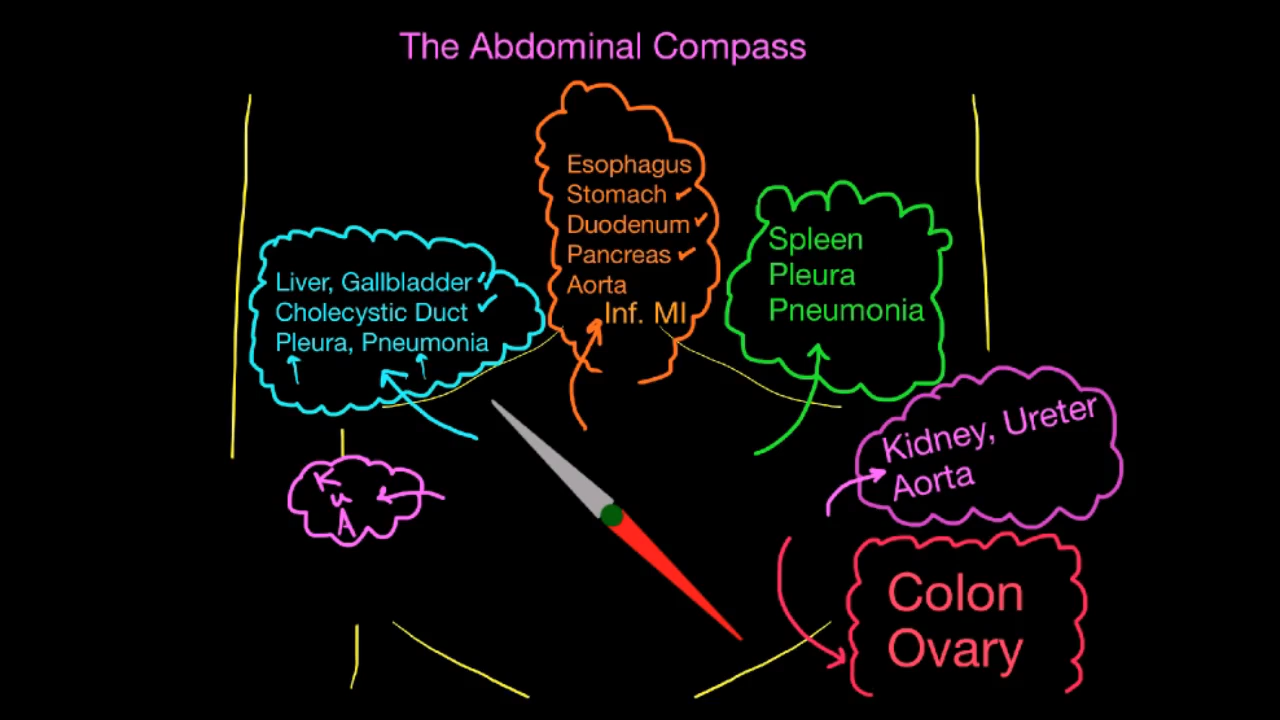 The Abdominal Compass
Esophagus
Stomach
Duodenum
Pancreas
Aorta
Inf. MI
Liver, Gallbladder
Cholecystic Duct
Pleura, Pneumonia
Spleen
Pleura
Pneumonia
Kidney, Ureter
Aorta
K
u
A
Colon
Ovary